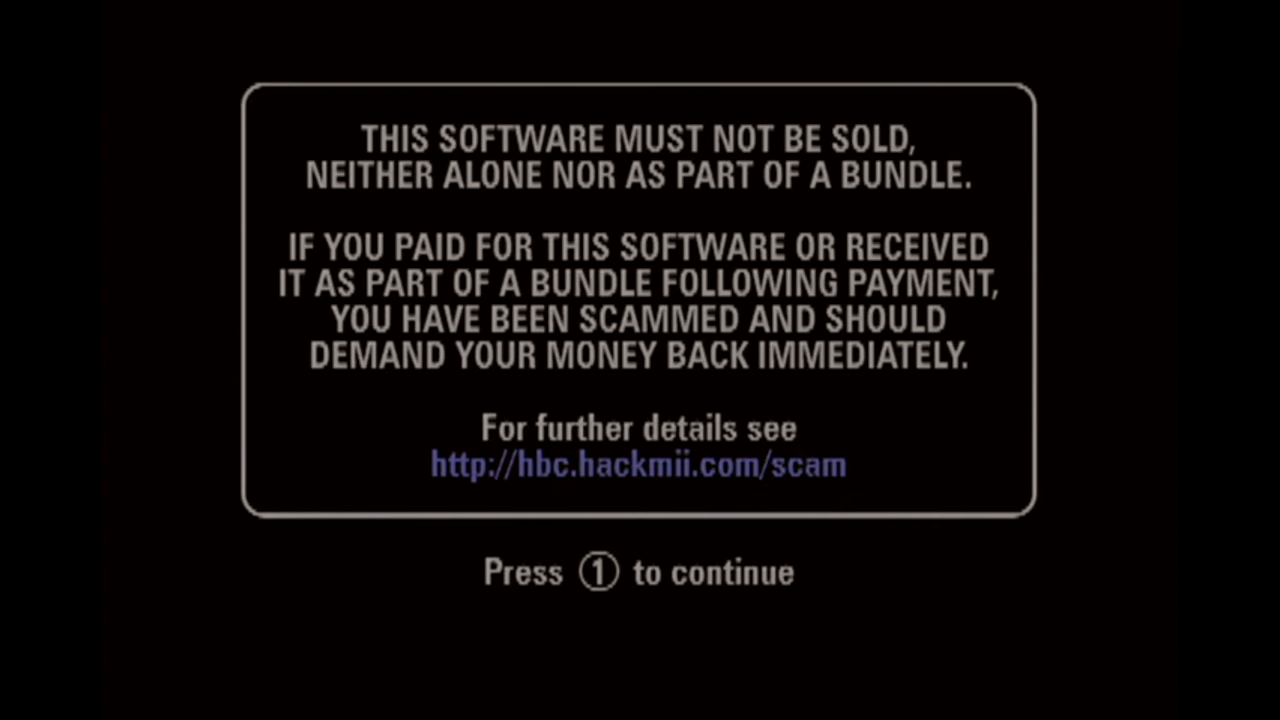 THIS SOFTWARE MUST NOT BE SOLD,
NEITHER ALONE NOR AS PART OF A BUNDLE.
IF YOU PAID FOR THIS SOFTWARE OR RECEIVED
IT AS PART OF A BUNDLE FOLLOWING PAYMENT,
YOU HAVE BEEN SCAMMED AND SHOULD
DEMAND YOUR MONEY BACK IMMEDIATELY.
For further details see
http://hbc.hackmii.com/scam
Press 1 to continue